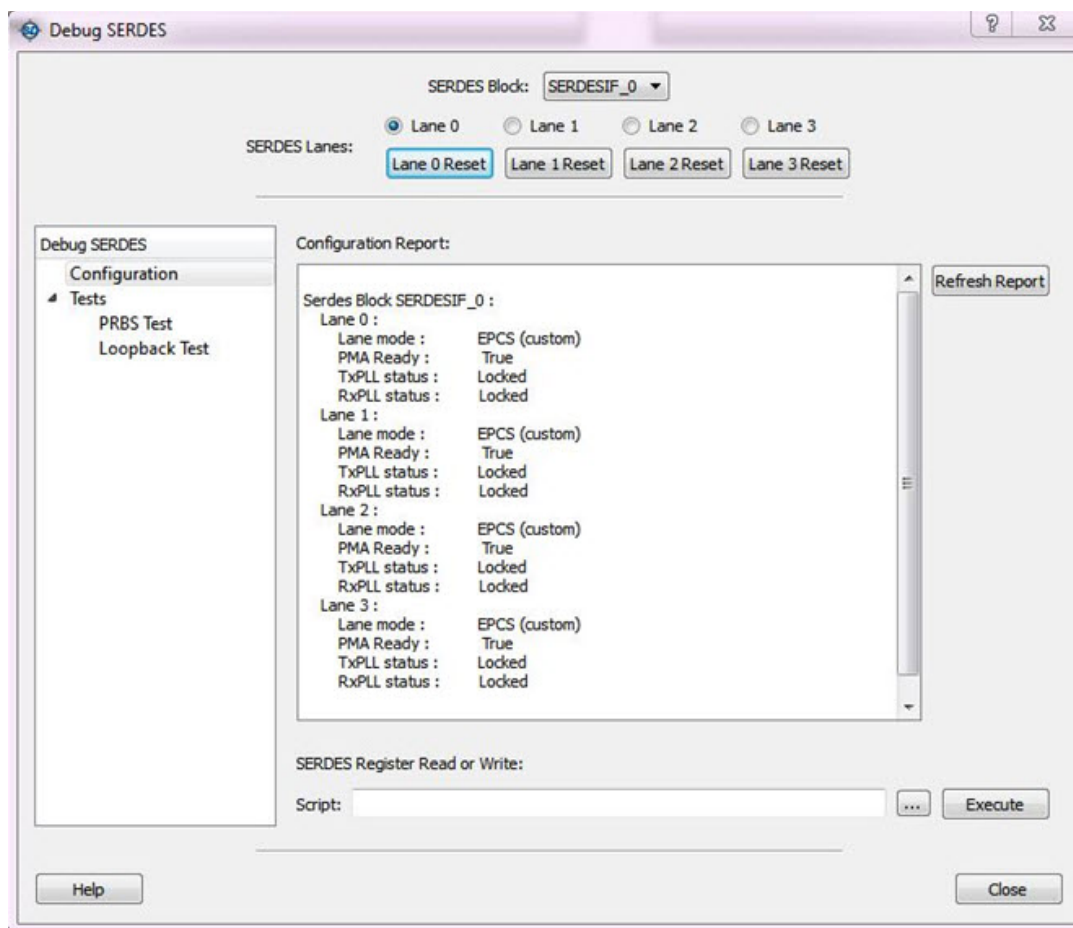 Debug SERDES
SERDES Block: SERDESIF_0
SERDES Lanes:
Lane 0 Lane 1 Lane 2 Lane 3
Lane 0 Reset Lane 1 Reset Lane 2 Reset Lane 3 Reset
Debug SERDES
Configuration
Tests
PRBS Test
Loopback Test
Configuration Report:
Refresh Report
Serdes Block SERDESIF_0 :
Lane 0 :
Lane mode : EPCS (custom)
PMA Ready : True
TxPLL status : Locked
RxPLL status : Locked
Lane 1 :
Lane mode : EPCS (custom)
PMA Ready : True
TxPLL status : Locked
RxPLL status : Locked
Lane 2 :
Lane mode : EPCS (custom)
PMA Ready : True
TxPLL status : Locked
RxPLL status : Locked
Lane 3 :
Lane mode : EPCS (custom)
PMA Ready : True
TxPLL status : Locked
RxPLL status : Locked
SERDES Register Read or Write:
Script: ... Execute
Help Close